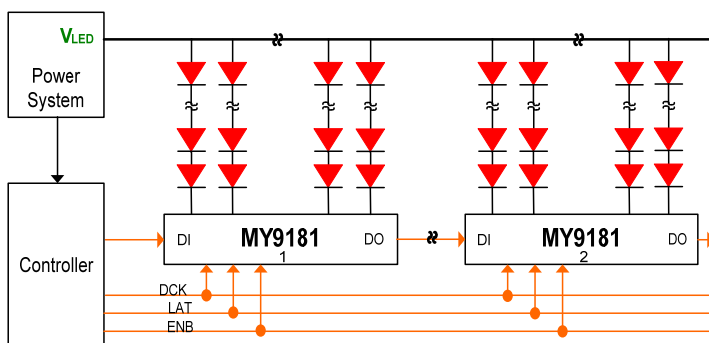 VLED
Power
System
Controller
DI
MY9181
DO
1
DI
MY9181
DO
2
DCK
LAT
ENB